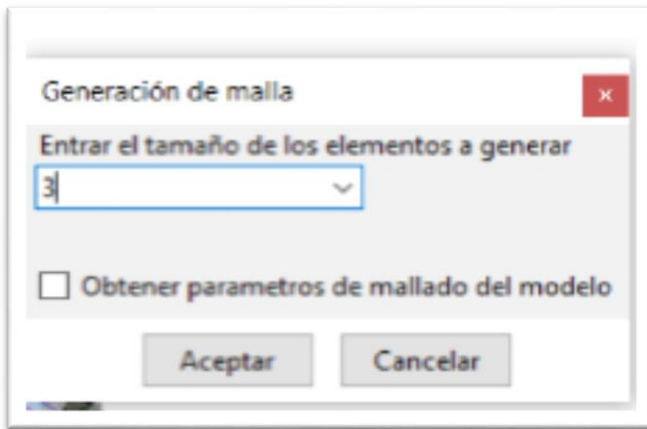 Generación de malla
Entrar el tamaño de los elementos a generar
3
Obtener parametros de mallado del modelo
Aceptar Cancelar